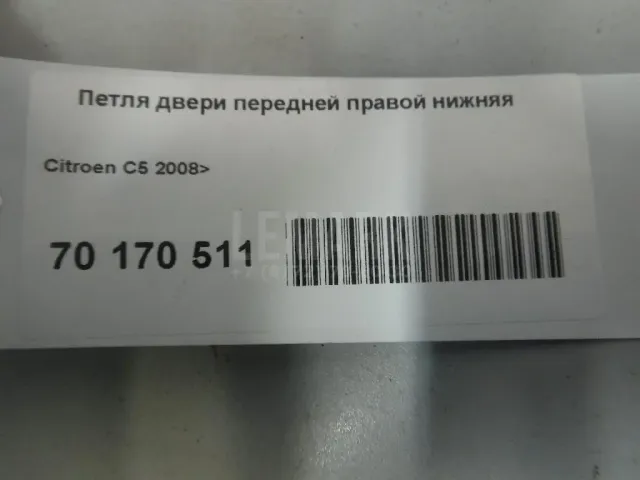 Петля двери передней правой нижняя
Citroen C5 2008>
70 170 511